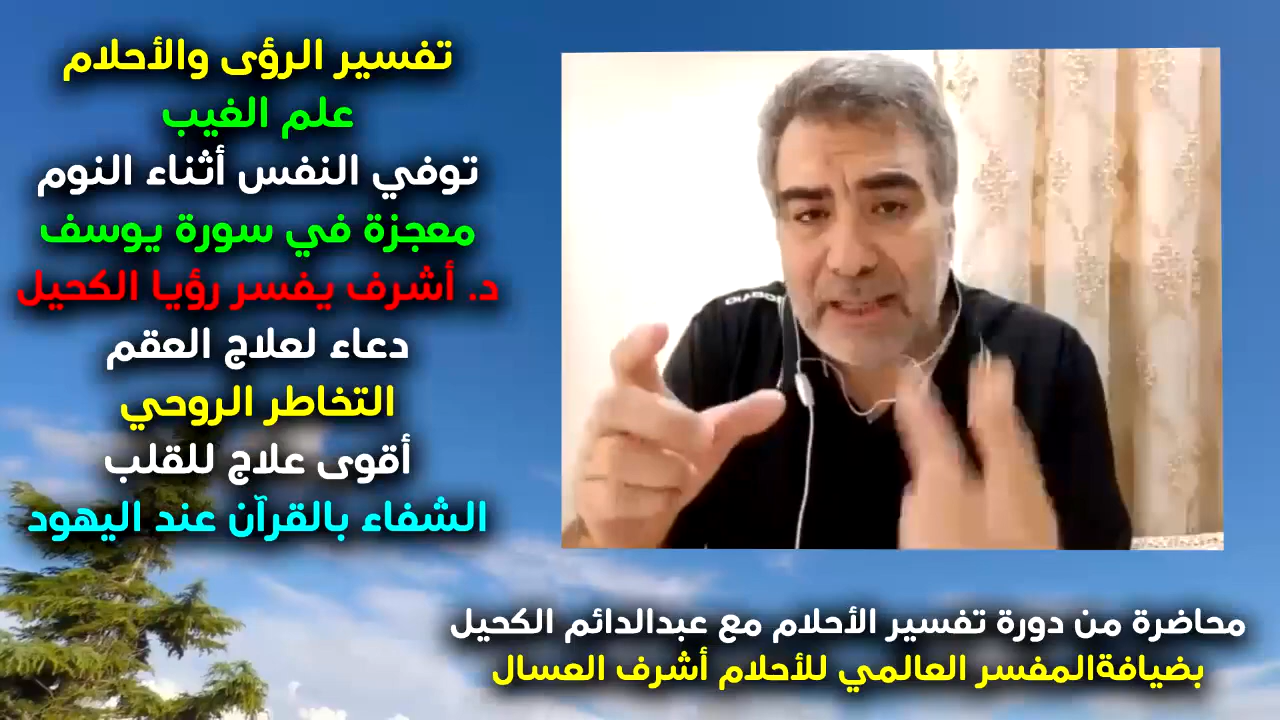 تفسير الرؤى والأحلام
علم الغيب
توفي النفس أثناء النوم
معجزة في سورة يوسف
د. أشرف يفسر رؤيا الكحيل
دعاء لعلاج العقم
التخاطر الروحي
أقوى علاج للقلب
الشفاء بالقرآن عند اليهود
محاضرة من دورة تفسير الأحلام مع عبدالدائم الكحيل
بضيافةالمفسر العالمي للأحلام أشرف العسال